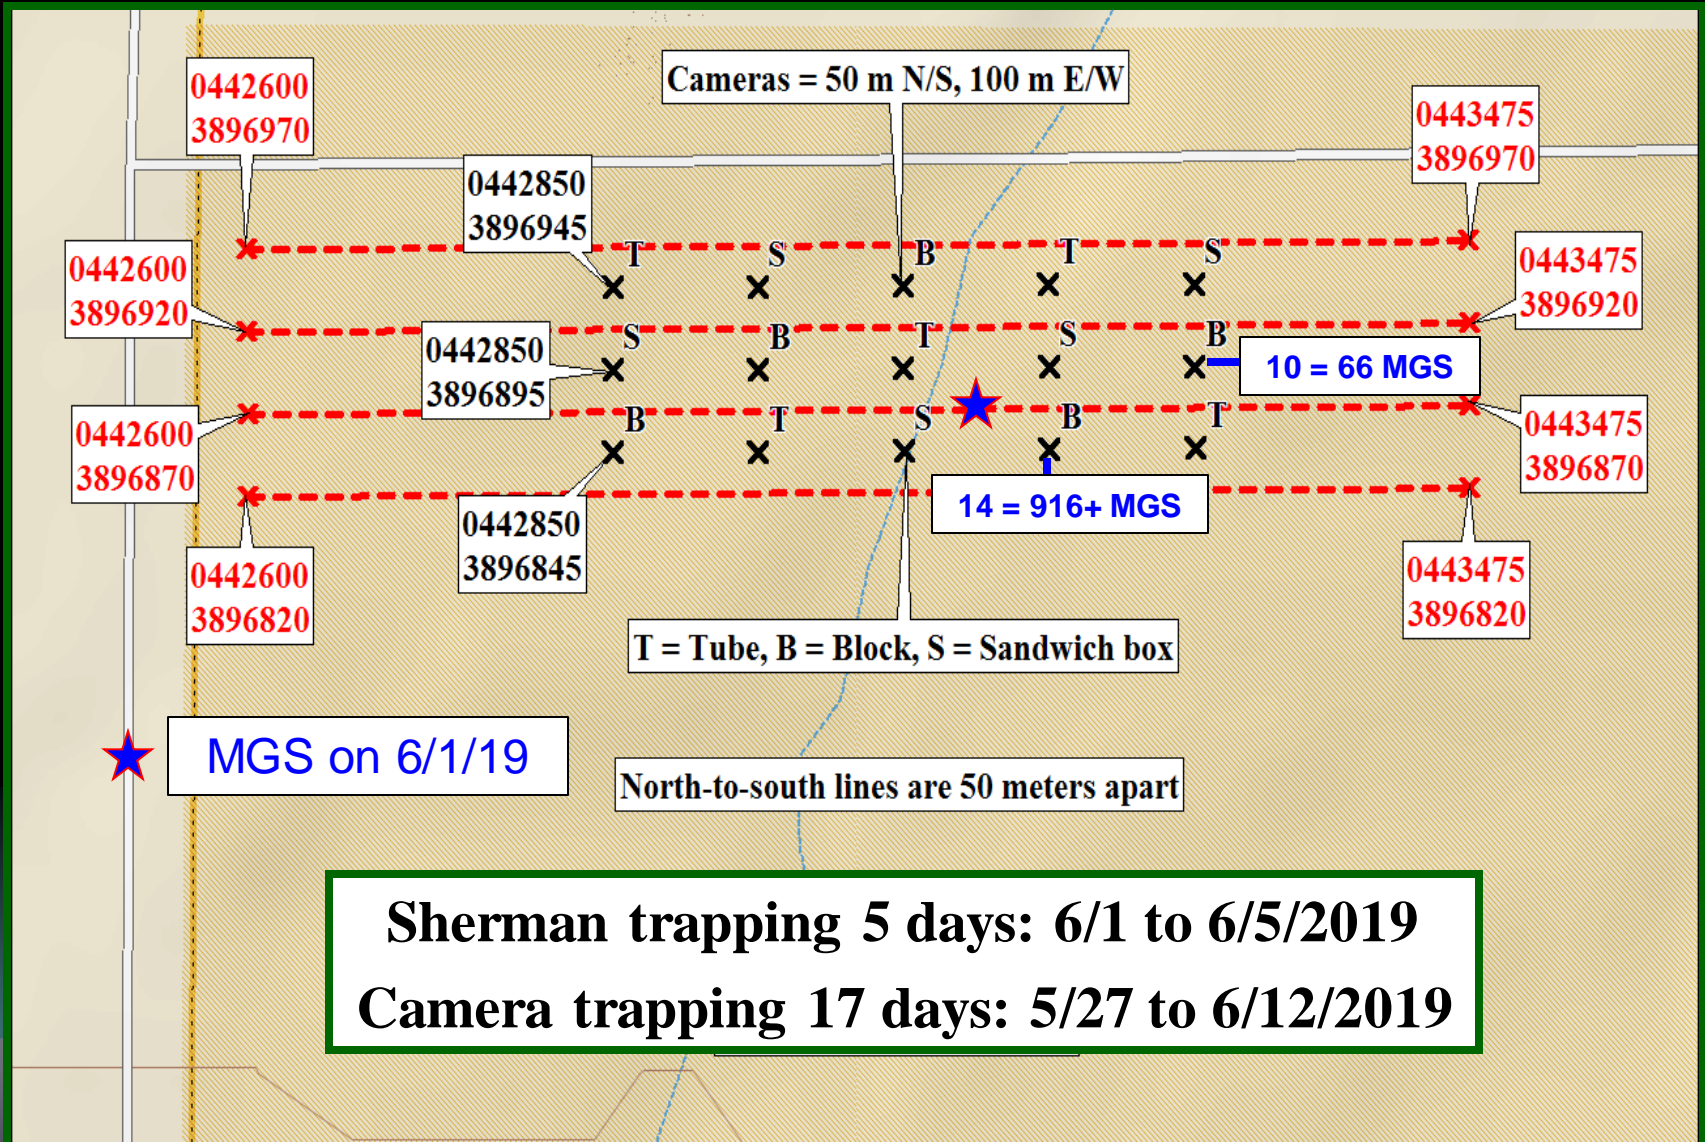 0442600
3896970
Cameras = 50 m N/S, 100 m E/W
0443475
3896970
0442850
3896945
T
S
B
T
S
0442600
3896920
0443475
3896920
S
B
T
S
B
0442850
3896895
10 = 66 MGS
0442600
3896870
B
T
S
B
T
0443475
3896870
14 = 916+ MGS
0442850
3896845
0442600
3896820
0443475
3896820
T = Tube, B = Block, S = Sandwich box
MGS on 6/1/19
North-to-south lines are 50 meters apart
Sherman trapping 5 days: 6/1 to 6/5/2019
Camera trapping 17 days: 5/27 to 6/12/2019